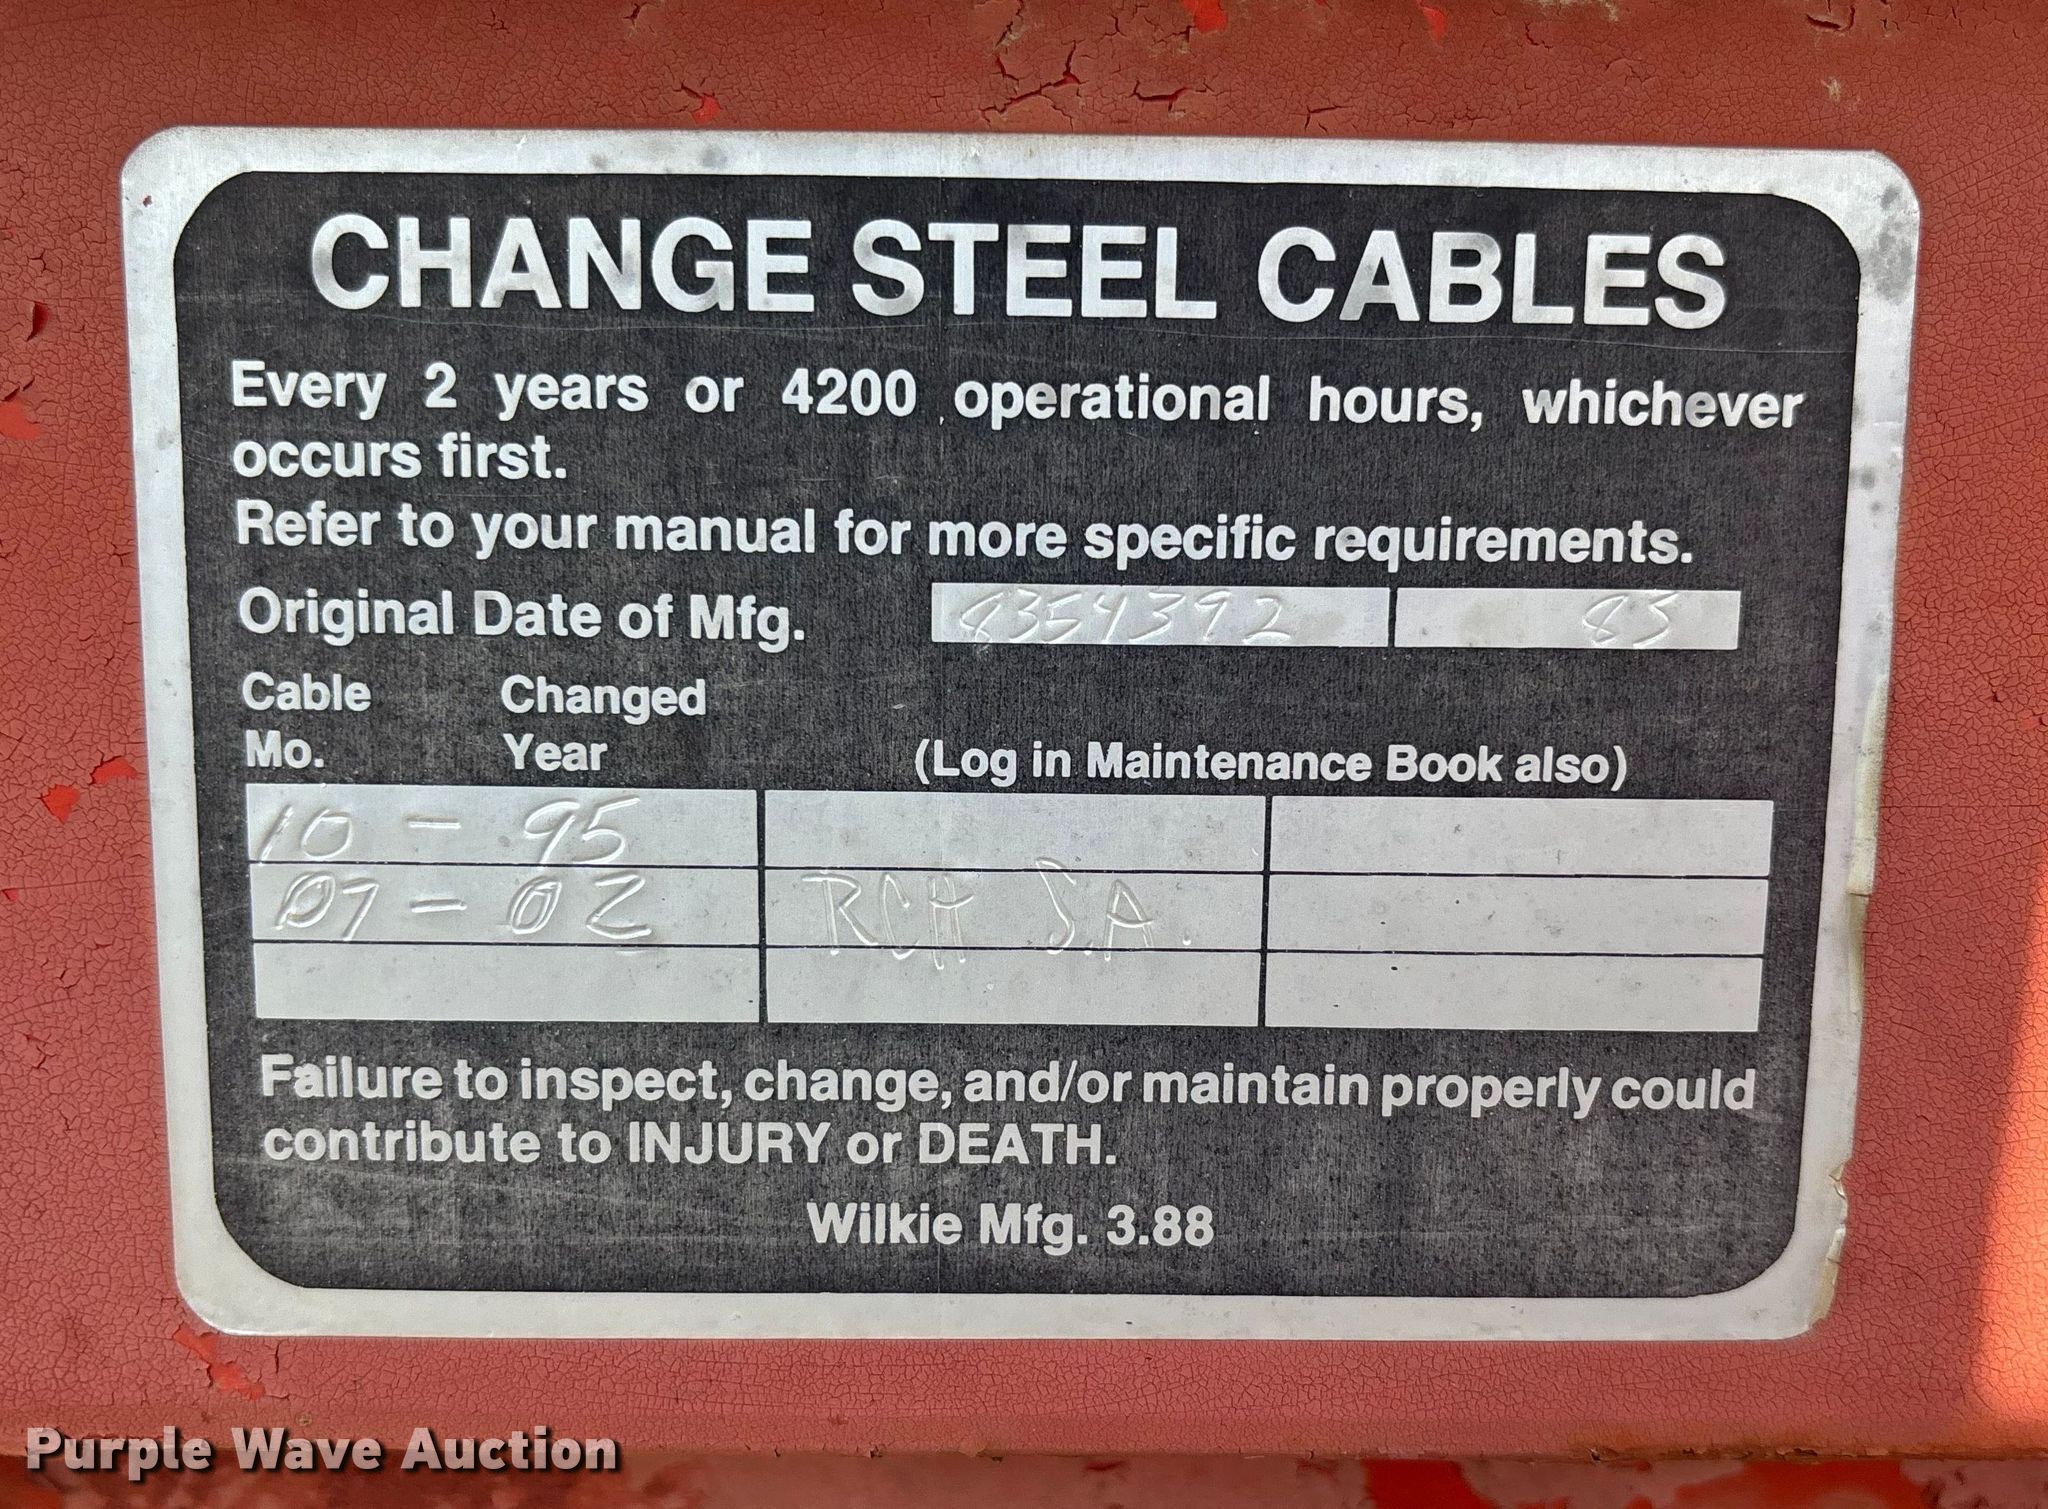 CHANGE STEEL CABLES
Every 2 years or 4200 operational hours, whichever
occurs first.
Refer to your manual for more specific requirements.
Original Date of Mfg. 8354392 85
Cable Changed
Mo. Year (Log in Maintenance Book also)
10 - 95
07 - 02 RCH S.A.
Failure to inspect, change, and/or maintain properly could
contribute to INJURY or DEATH.
Wilkie Mfg. 3.88
Purple Wave Auction